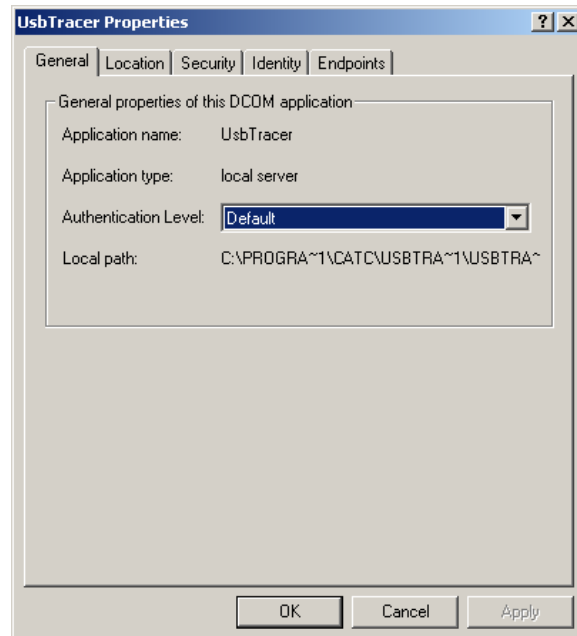 UsbTracer Properties
General Location Security Identity Endpoints
General properties of this DCOM application
Application name: UsbTracer
Application type: local server
Authentication Level: Default
Local path: C:\PROGRA~1\CATC\USBTRA~1\USBTRA~
OK Cancel Apply